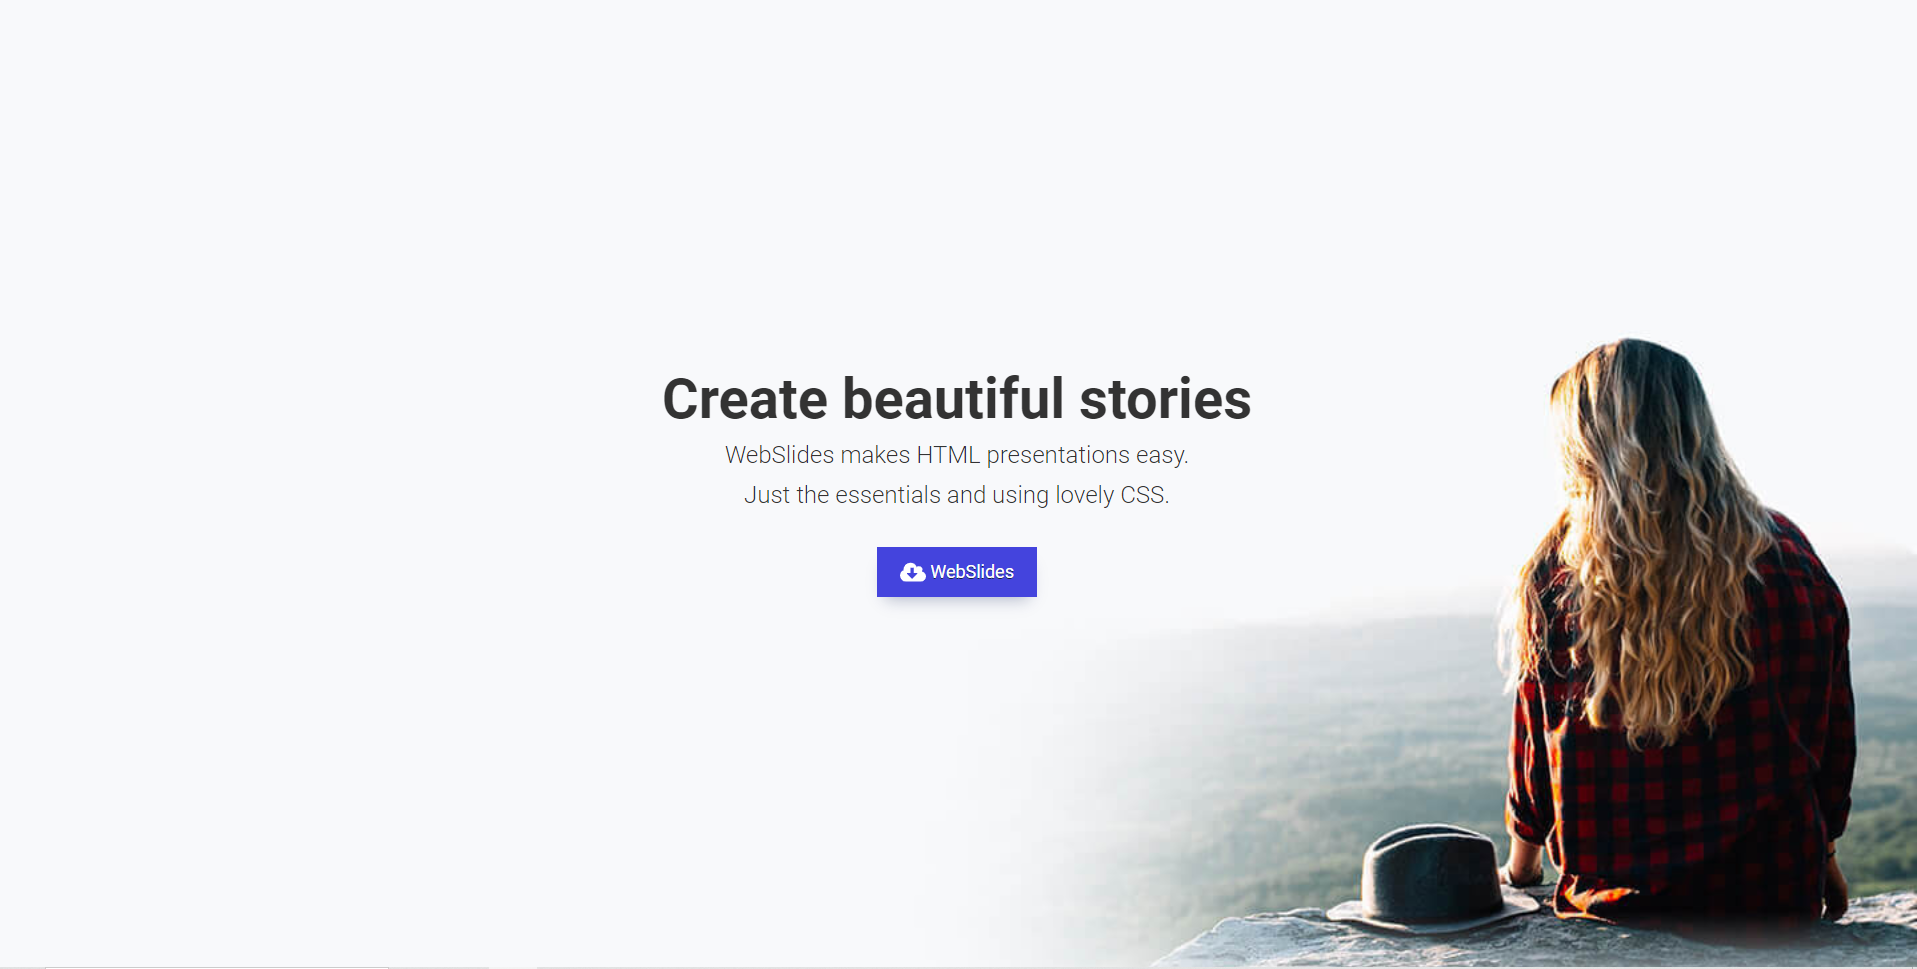 Create beautiful stories
WebSlides makes HTML presentations easy.
Just the essentials and using lovely CSS.
WebSlides